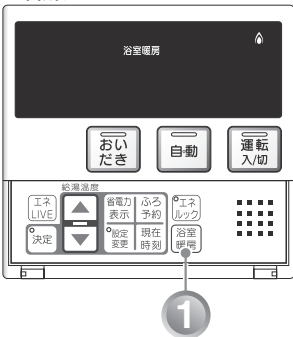 浴室暖房
おい
だき
自動
運転
入/切
給湯温度
エネ
LIVE
省電力
表示
ふろ
予約
エネ
ルック
決定
設定
変更
現在
時刻
浴室
暖房
1